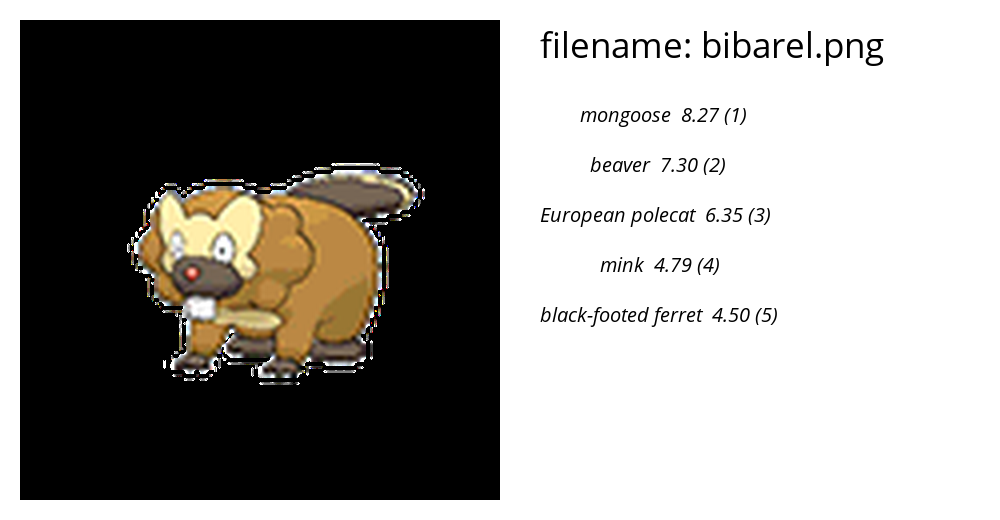 filename: bibarel.png
mongoose 8.27 (1)
beaver 7.30 (2)
European polecat 6.35 (3)
mink 4.79 (4)
black-footed ferret 4.50 (5)